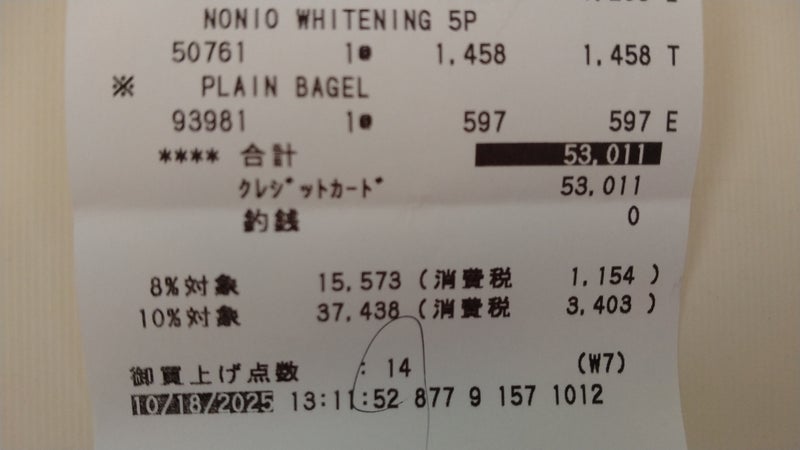 NONIO WHITENING 5P
50761 1@ 1,458 1,458 T
※ PLAIN BAGEL
93981 1@ 597 597 E
**** 合計 53,011
ｸﾚｼﾞｯﾄｶｰﾄﾞ 53,011
釣銭 0
8%対象 15,573 (消費税 1,154 )
10%対象 37,438 (消費税 3,403 )
御買上げ点数 : 14 (W7)
10/18/2025 13:11:52 877 9 157 1012